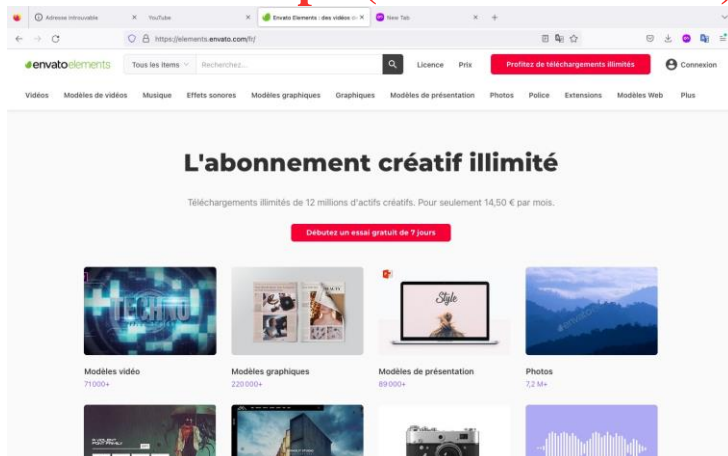 Adresse introuvable YouTube Envato Elements : des vidéos p New Tab
https://elements.envato.com/fr/
envatoelements Tous les Items Recherchez... Licence Prix Profitez de téléchargements illimités Connexion
Vidéos Modèles de vidéos Musique Effets sonores Modèles graphiques Graphiques Modèles de présentation Photos Police Extensions Modèles Web Plus
L'abonnement créatif illimité
Téléchargements illimités de 12 millions d'actifs créatifs. Pour seulement 14,50 € par mois.
Débutez un essai gratuit de 7 jours
TECHNO
BEAUTY
Style
envato
Modèles vidéo Modèles graphiques Modèles de présentation Photos
71 000+ 220 000+ 89 000+ 7,2 M+